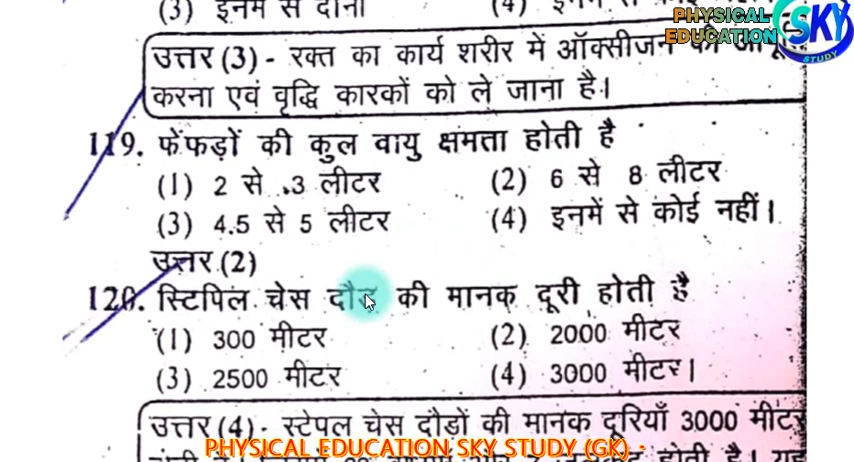 (3) इनमें से दोनों (4)
PHYSICAL EDUCATION SKY STUDY
उत्तर (3) - रक्त का कार्य शरीर में ऑक्सीजन की
करना एवं वृद्धि कारकों को ले जाना है।
119. फेंफड़ों की कुल वायु क्षमता होती है
(1) 2 से 3 लीटर (2) 6 से 8 लीटर
(3) 4.5 से 5 लीटर (4) इनमें से कोई नहीं।
उत्तर (2)
120. स्टिपिल चेस दौड़ की मानक दूरी होती है
(1) 300 मीटर (2) 2000 मीटर
(3) 2500 मीटर (4) 3000 मीटर।
उत्तर (4) - स्टेपल चेस दौड़ों की मानक दूरियाँ 3000 मीटर
PHYSICAL EDUCATION SKY STUDY (GK)
होती है। यह